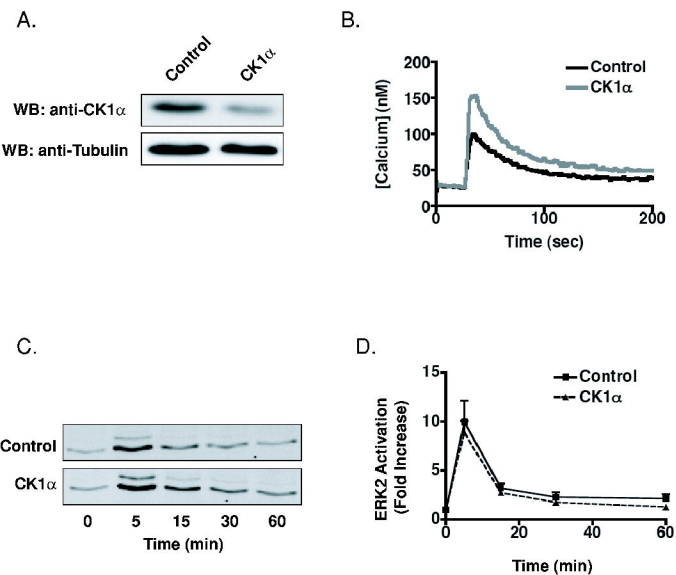 A.
Control CK1α
WB: anti-CK1α
WB: anti-Tubulin
B.
200
150
100
50
0
[Calcium] (nM)
Control
CK1α
0 100 200
Time (sec)
C.
Control
CK1α
0 5 15 30 60
Time (min)
D.
15
10
5
0
ERK2 Activation
(Fold Increase)
Control
CK1α
0 20 40 60
Time (min)